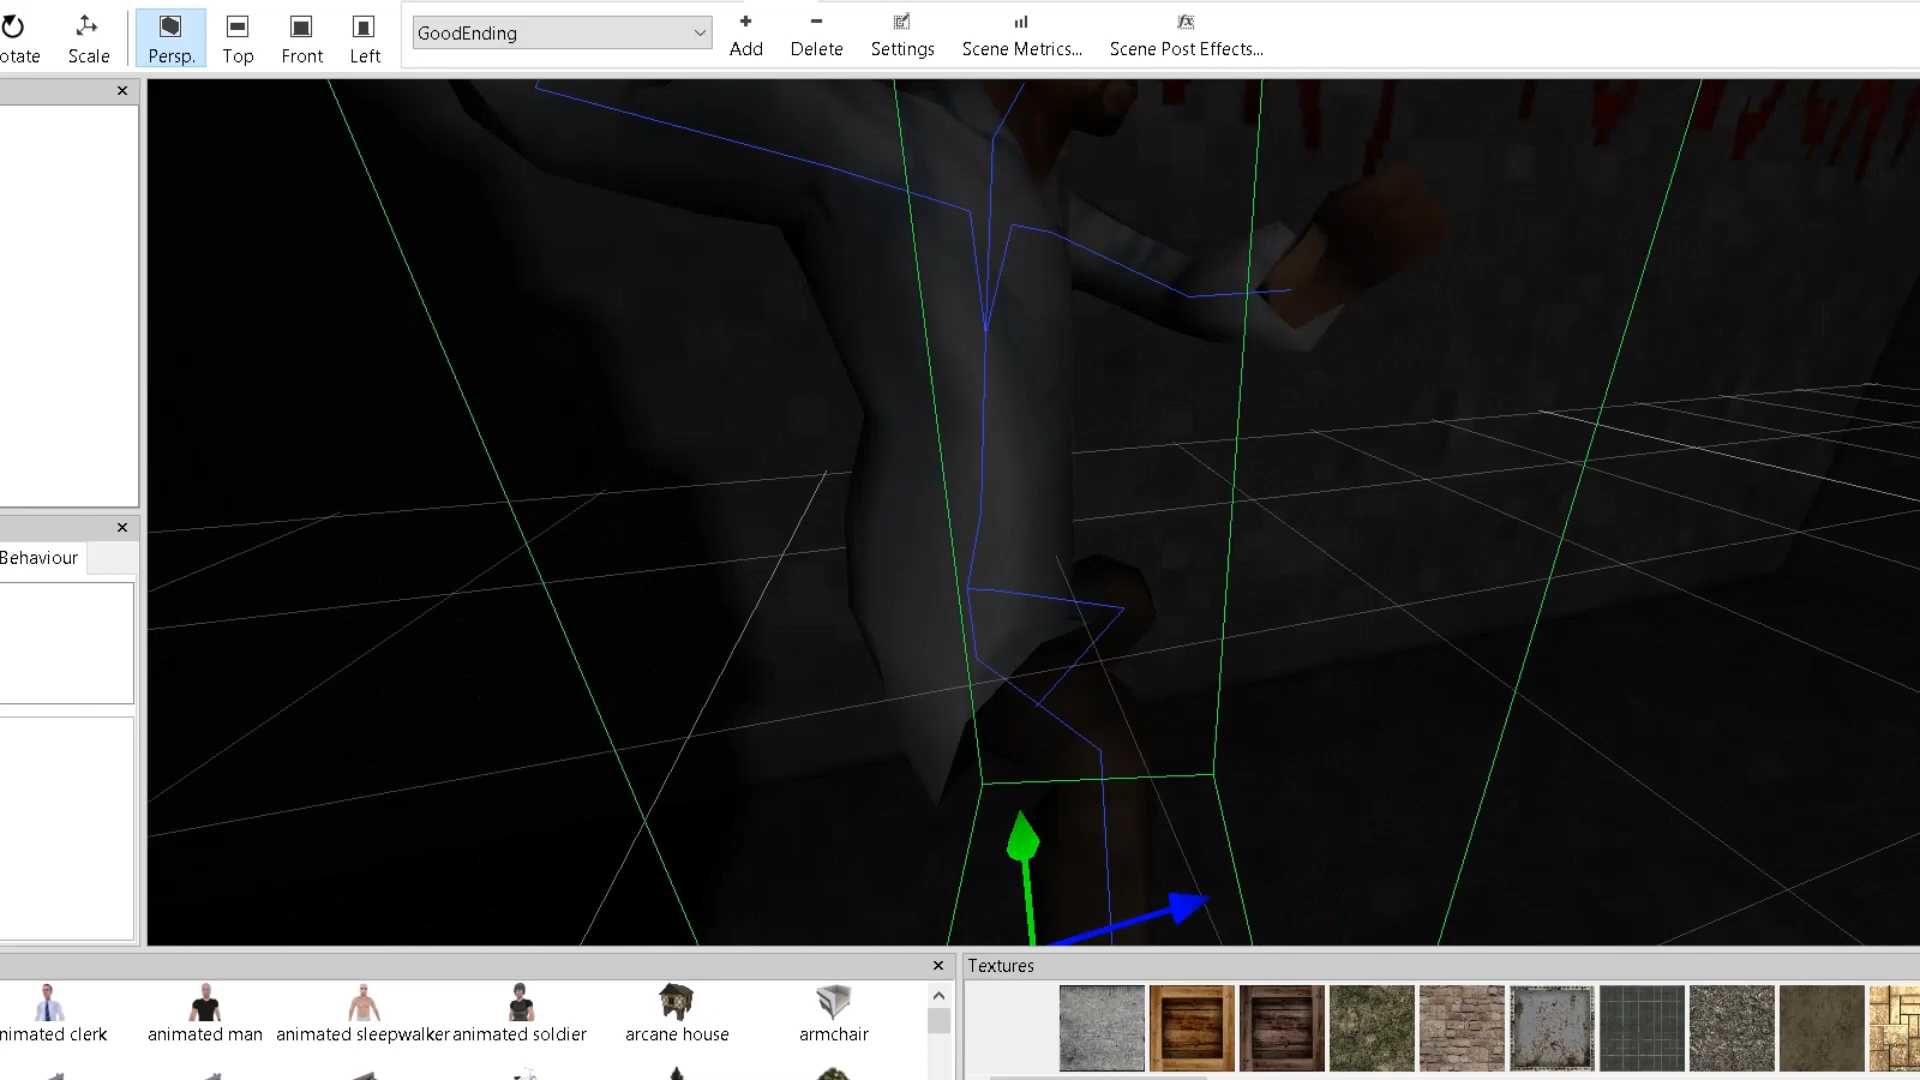 otate
Scale
Persp.
Top
Front
Left
GoodEnding
Add
Delete
Settings
Scene Metrics...
Scene Post Effects...
Behaviour
Textures
nimated clerk
animated man
animated sleepwalker
animated soldier
arcane house
armchair